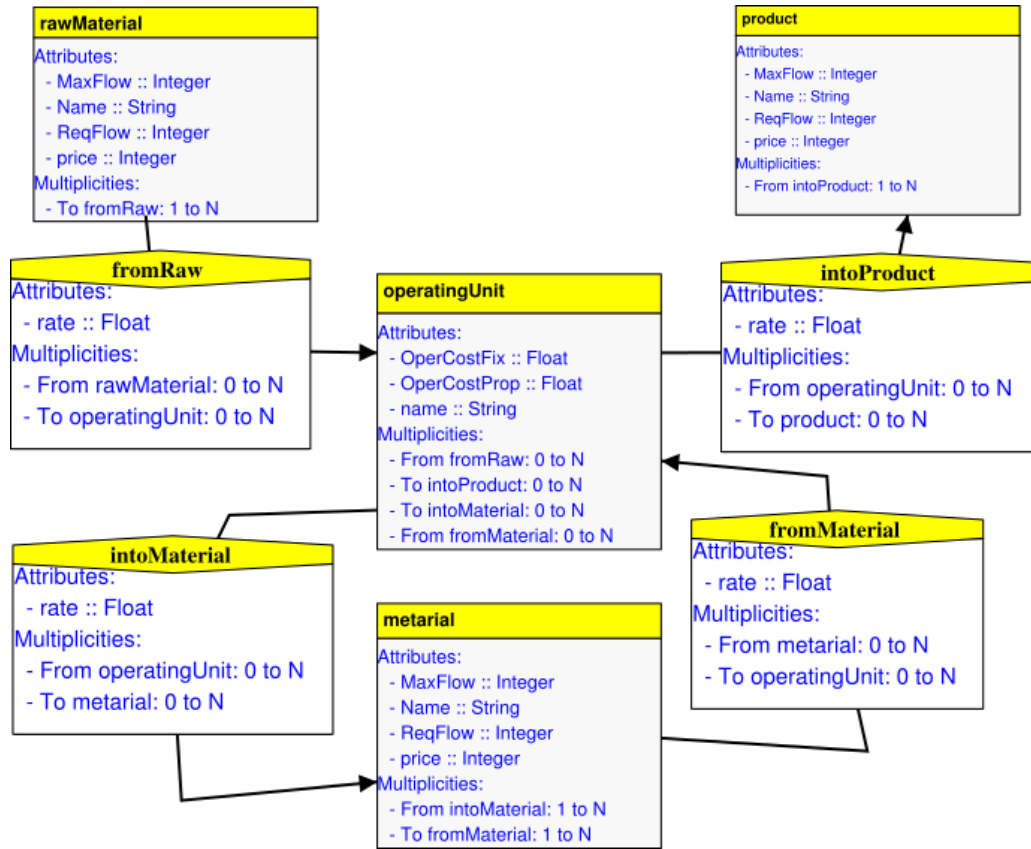 rawMaterial
Attributes:
- MaxFlow :: Integer
- Name :: String
- ReqFlow :: Integer
- price :: Integer
Multiplicities:
- To fromRaw: 1 to N
product
Attributes:
- MaxFlow :: Integer
- Name :: String
- ReqFlow :: Integer
- price :: Integer
Multiplicities:
- From intoProduct: 1 to N
fromRaw
Attributes:
- rate :: Float
Multiplicities:
- From rawMaterial: 0 to N
- To operatingUnit: 0 to N
operatingUnit
Attributes:
- OperCostFix :: Float
- OperCostProp :: Float
- name :: String
Multiplicities:
- From fromRaw: 0 to N
- To intoProduct: 0 to N
- To intoMaterial: 0 to N
- From fromMaterial: 0 to N
intoProduct
Attributes:
- rate :: Float
Multiplicities:
- From operatingUnit: 0 to N
- To product: 0 to N
intoMaterial
Attributes:
- rate :: Float
Multiplicities:
- From operatingUnit: 0 to N
- To metarial: 0 to N
metarial
Attributes:
- MaxFlow :: Integer
- Name :: String
- ReqFlow :: Integer
- price :: Integer
Multiplicities:
- From intoMaterial: 1 to N
- To fromMaterial: 1 to N
fromMaterial
Attributes:
- rate :: Float
Multiplicities:
- From metarial: 0 to N
- To operatingUnit: 0 to N